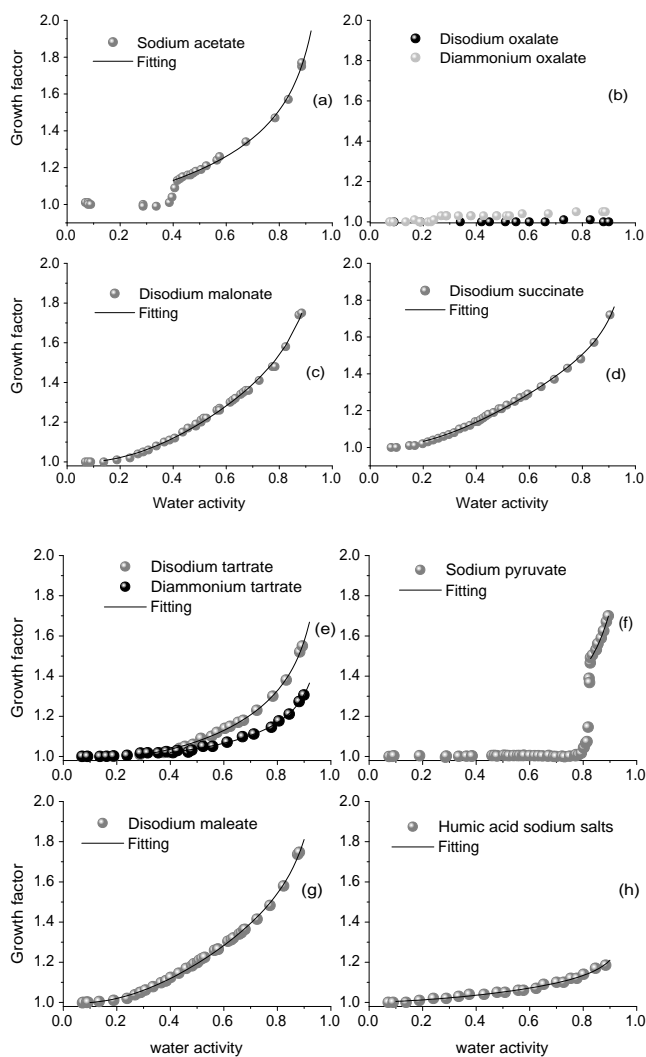 2.0
1.8
1.6
1.4
1.2
1.0
Growth factor
Sodium acetate
Fitting
(a)
0.0 0.2 0.4 0.6 0.8 1.0
2.0
1.8
1.6
1.4
1.2
1.0
Disodium oxalate
Diammonium oxalate
(b)
0.0 0.2 0.4 0.6 0.8 1.0
2.0
1.8
1.6
1.4
1.2
1.0
Growth factor
Disodium malonate
Fitting
(c)
0.0 0.2 0.4 0.6 0.8 1.0
Water activity
2.0
1.8
1.6
1.4
1.2
1.0
Disodium succinate
Fitting
(d)
0.0 0.2 0.4 0.6 0.8 1.0
Water activity
2.0
1.8
1.6
1.4
1.2
1.0
Growth factor
Disodium tartrate
Diammonium tartrate
Fitting
(e)
0.0 0.2 0.4 0.6 0.8 1.0
2.0
1.8
1.6
1.4
1.2
1.0
Sodium pyruvate
Fitting
(f)
0.0 0.2 0.4 0.6 0.8 1.0
2.0
1.8
1.6
1.4
1.2
1.0
Growth factor
Disodium maleate
Fitting
(g)
0.0 0.2 0.4 0.6 0.8 1.0
water activity
2.0
1.8
1.6
1.4
1.2
1.0
Humic acid sodium salts
Fitting
(h)
0.0 0.2 0.4 0.6 0.8 1.0
water activity